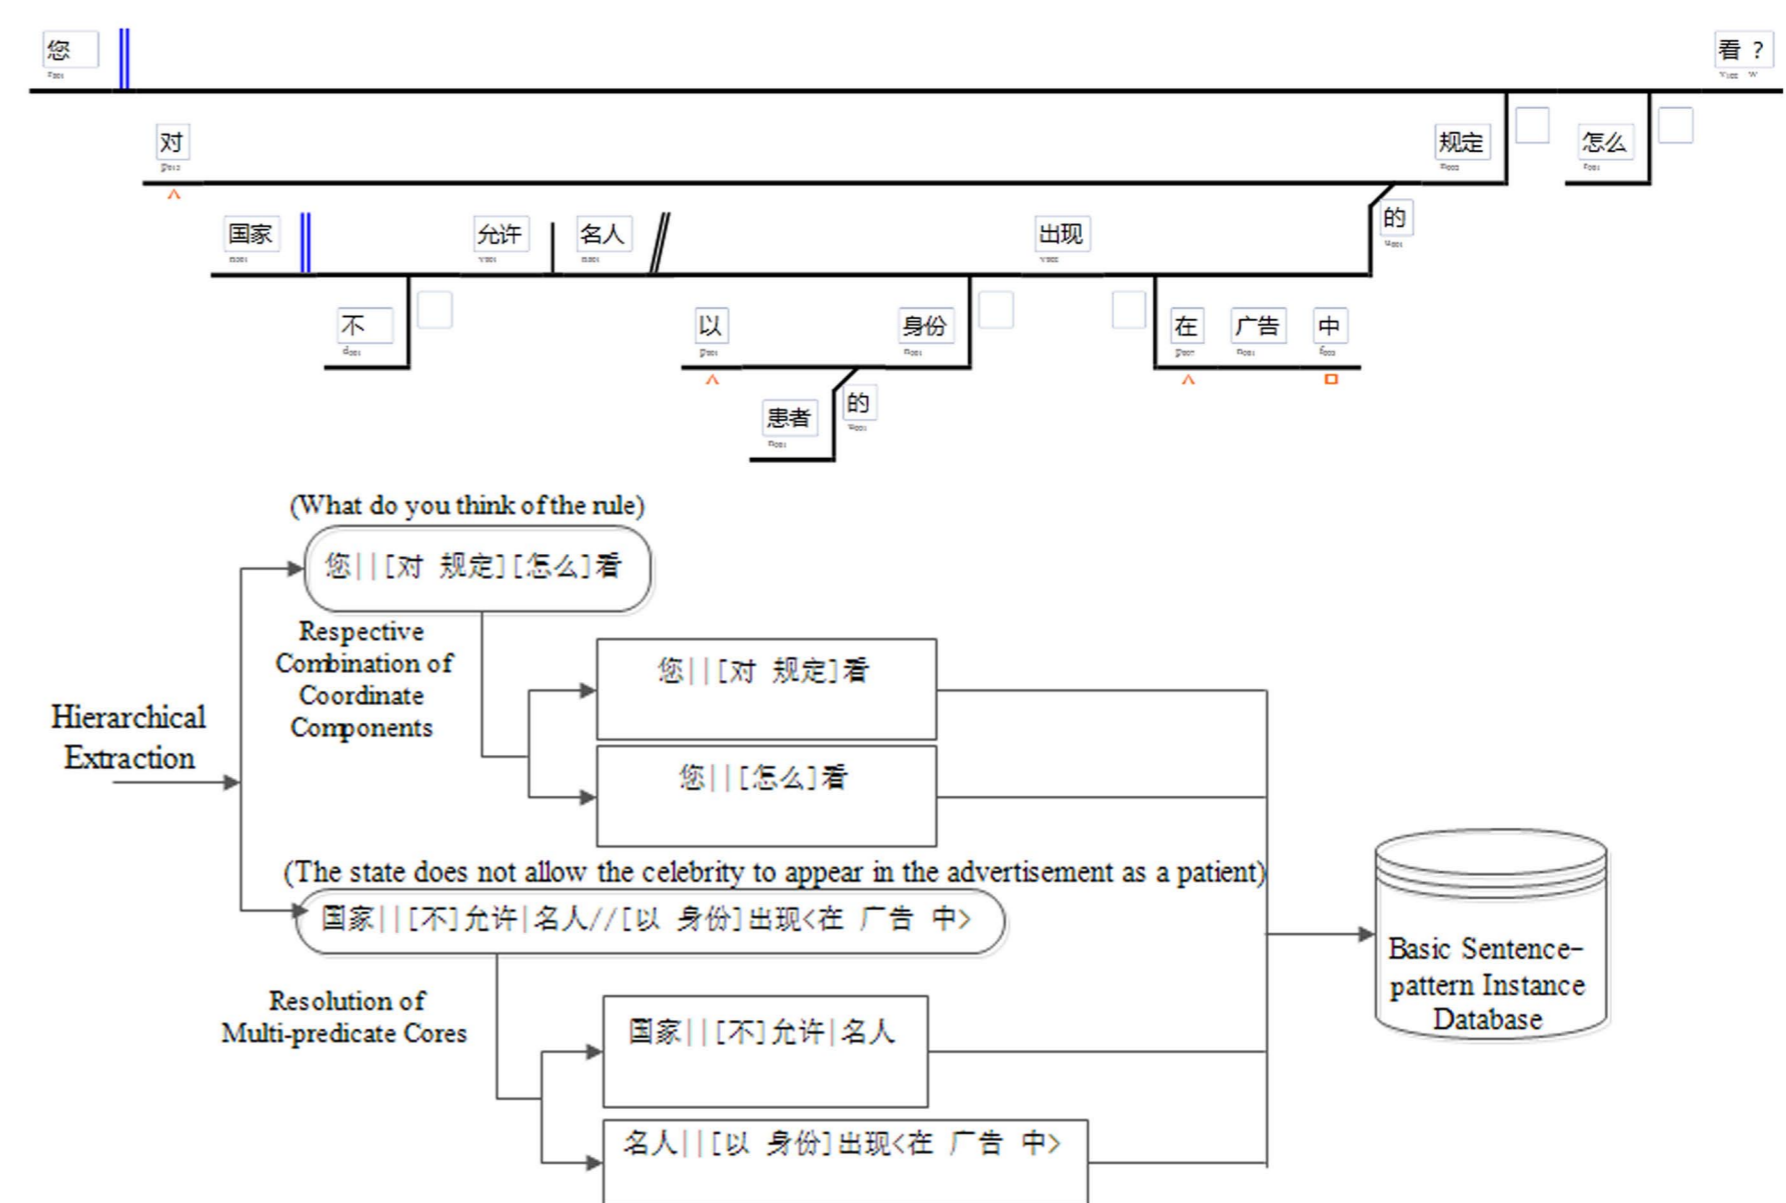 您 看 ?
对 规定 怎么
国家 允许 名人 出现 的
不 以 身份 在 广告 中
患者 的
(What do you think of the rule)
您||[对 规定][怎么]看
Respective
Combination of
Coordinate
Components
您||[对 规定]看
Hierarchical
Extraction
您||[怎么]看
(The state does not allow the celebrity to appear in the advertisement as a patient)
国家||[不]允许|名人//[以 身份]出现<在 广告 中>
Basic Sentence-
pattern Instance
Database
Resolution of
Multi-predicate Cores
国家||[不]允许|名人
名人||[以 身份]出现<在 广告 中>